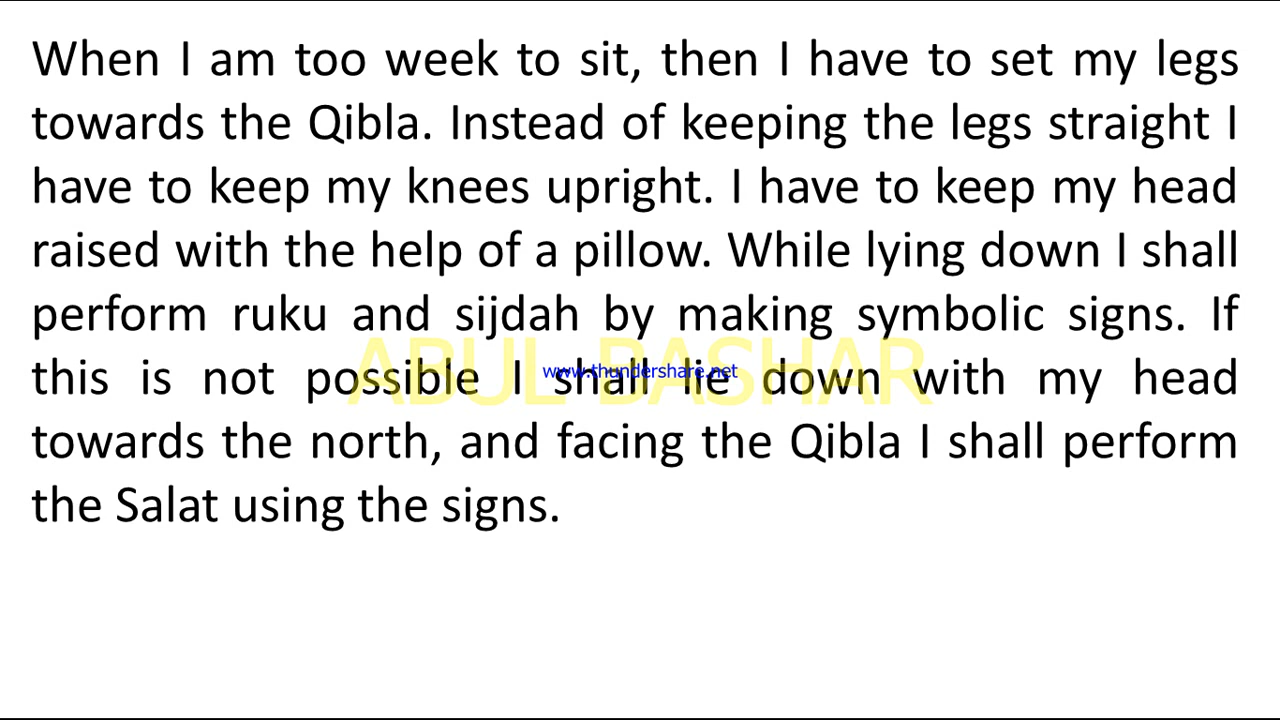 When I am too week to sit, then I have to set my legs
towards the Qibla. Instead of keeping the legs straight I
have to keep my knees upright. I have to keep my head
raised with the help of a pillow. While lying down I shall
perform ruku and sijdah by making symbolic signs. If
this is not possible I shall lie down with my head
ABUL BASHAR
www.thundershare.net
towards the north, and facing the Qibla I shall perform
the Salat using the signs.